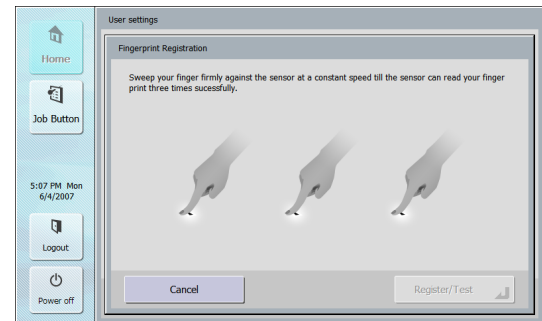 User settings
Home
Fingerprint Registration
Sweep your finger firmly against the sensor at a constant speed till the sensor can read your finger
print three times sucessfully.
Job Button
5:07 PM Mon
6/4/2007
Logout
Power off
Cancel
Register/Test